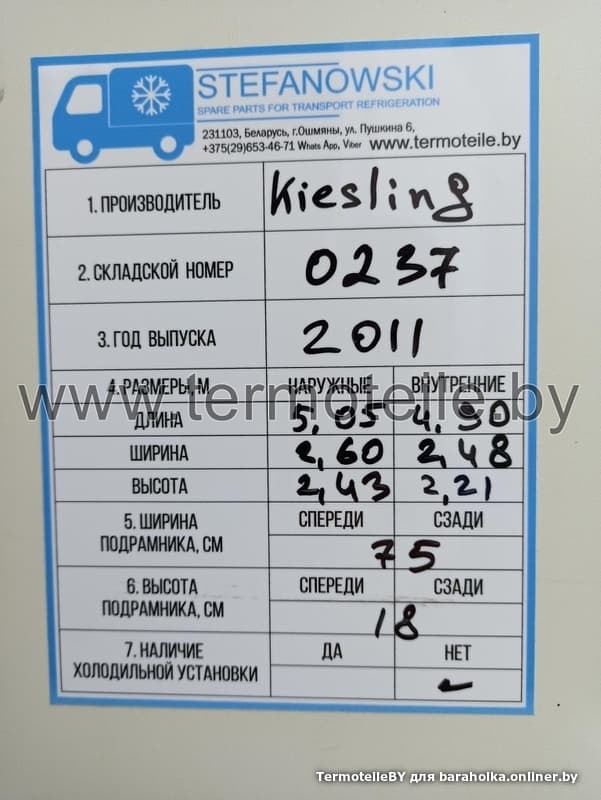 STEFANOWSKI
SPARE PARTS FOR TRANSPORT REFRIGERATION
231103, Беларусь, г.Ошмяны, ул. Пушкина 6,
+375(29)653-46-71 Whats App, Viber www.termoteile.by
1. ПРОИЗВОДИТЕЛЬ Kiesling
2. СКЛАДСКОЙ НОМЕР 0237
3. ГОД ВЫПУСКА 2011
4. РАЗМЕРЫ, М НАРУЖНЫЕ ВНУТРЕННИЕ
www.termoteile.by
ДЛИНА 5,05 4,90
ШИРИНА 2,60 2,48
ВЫСОТА 2,43 2,21
5. ШИРИНА ПОДРАМНИКА, СМ СПЕРЕДИ СЗАДИ
75
6. ВЫСОТА ПОДРАМНИКА, СМ СПЕРЕДИ СЗАДИ
18
7. НАЛИЧИЕ ХОЛОДИЛЬНОЙ УСТАНОВКИ ДА НЕТ
TermoteileBY для baraholka.onliner.by